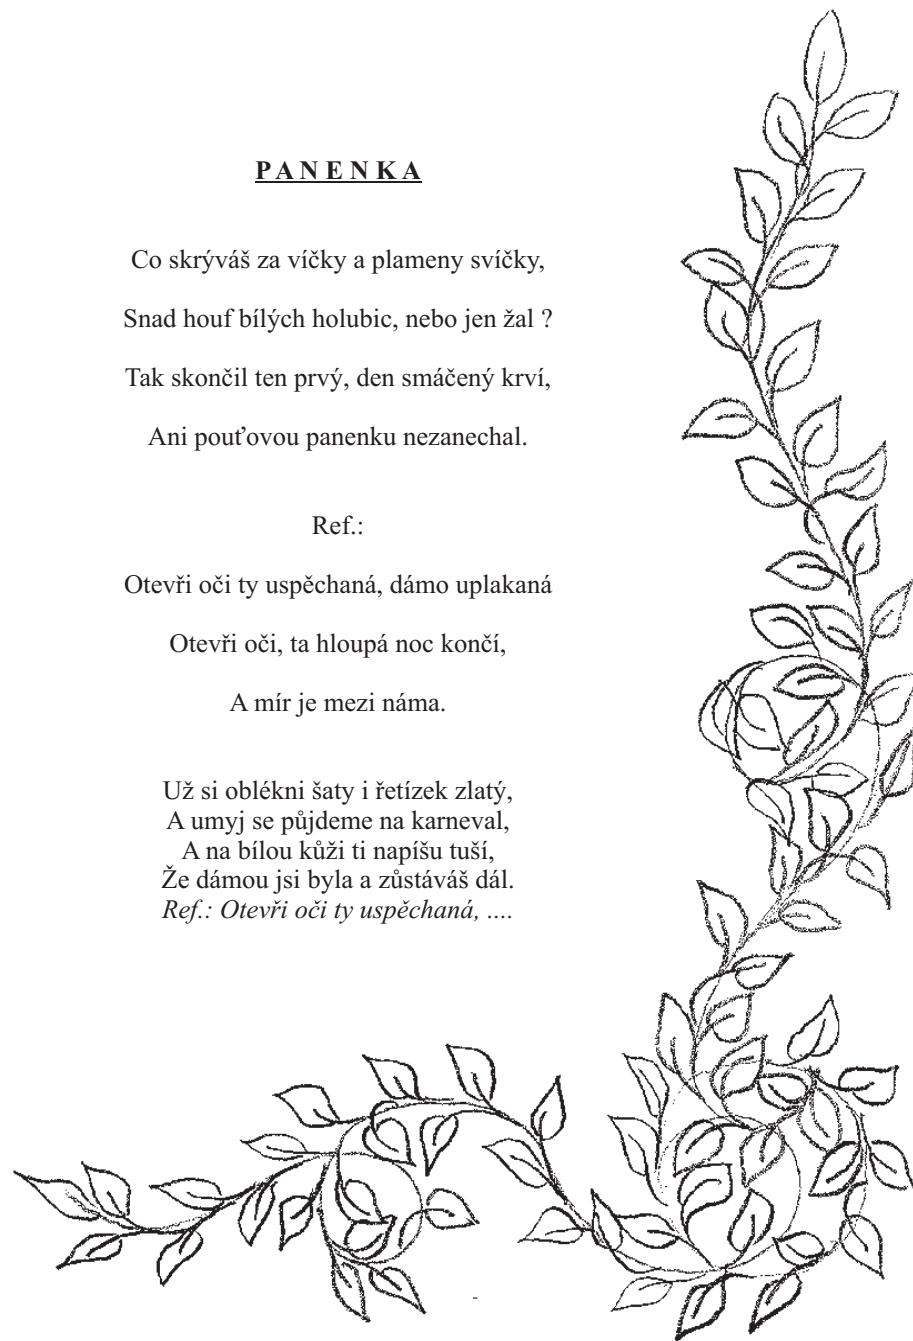 P A N E N K A
Co skrýváš za víčky a plameny svíčky,
Snad houf bílých holubic, nebo jen žal ?
Tak skončil ten prvý, den smáčený krví,
Ani pouťovou panenku nezanechal.
Ref.:
Otevři oči ty uspěchaná, dámo uplakaná
Otevři oči, ta hloupá noc končí,
A mír je mezi náma.
Už si oblékni šaty i řetízek zlatý,
A umyj se půjdeme na karneval,
A na bílou kůži ti napíšu tuší,
Že dámou jsi byla a zůstáváš dál.
Ref.: Otevři oči ty uspěchaná, ....
-